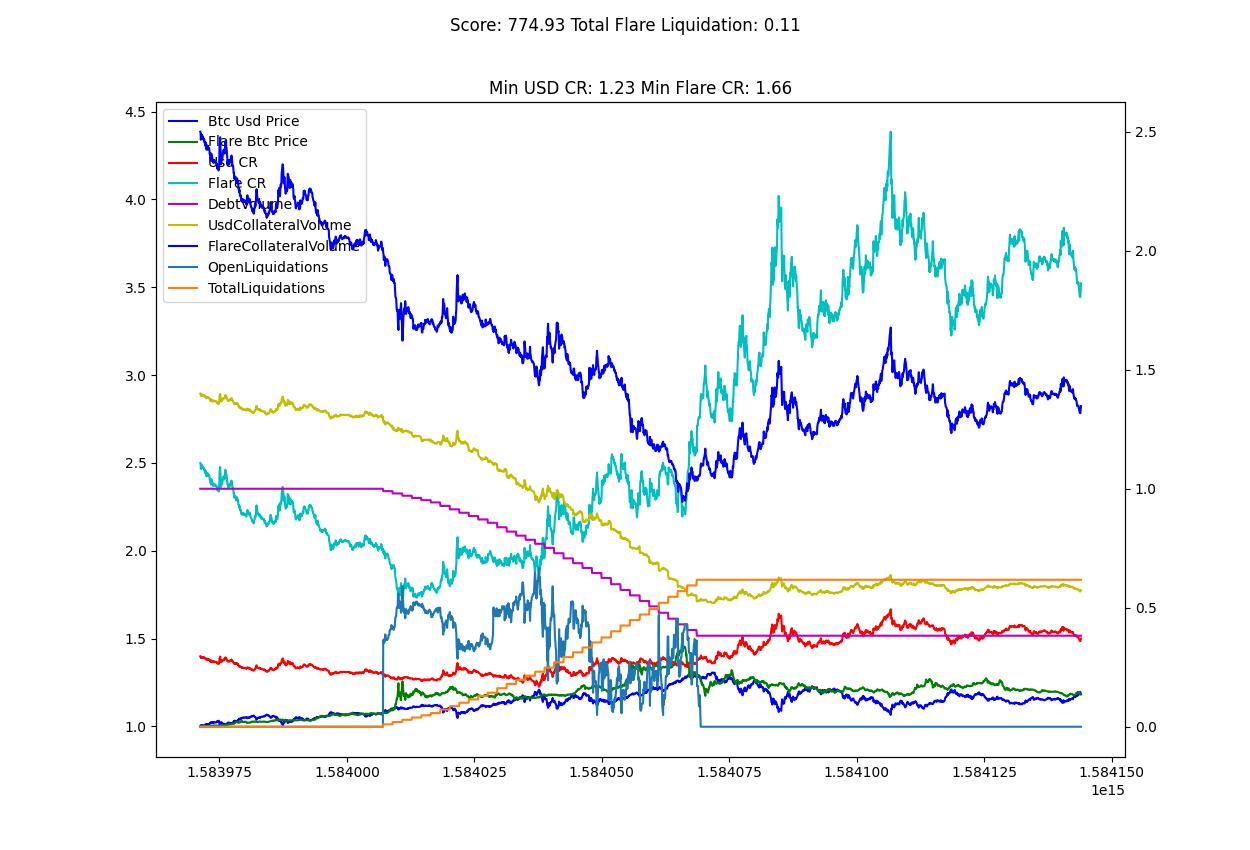 Score: 774.93 Total Flare Liquidation: 0.11
Min USD CR: 1.23 Min Flare CR: 1.66
Btc Usd Price
Flare Btc Price
Usd CR
Flare CR
DebtVolume
UsdCollateralVolume
FlareCollateralVolume
OpenLiquidations
TotalLiquidations
4.5
4.0
3.5
3.0
2.5
2.0
1.5
1.0
2.5
2.0
1.5
1.0
0.5
0.0
1.583975 1.584000 1.584025 1.584050 1.584075 1.584100 1.584125 1.584150
1e15